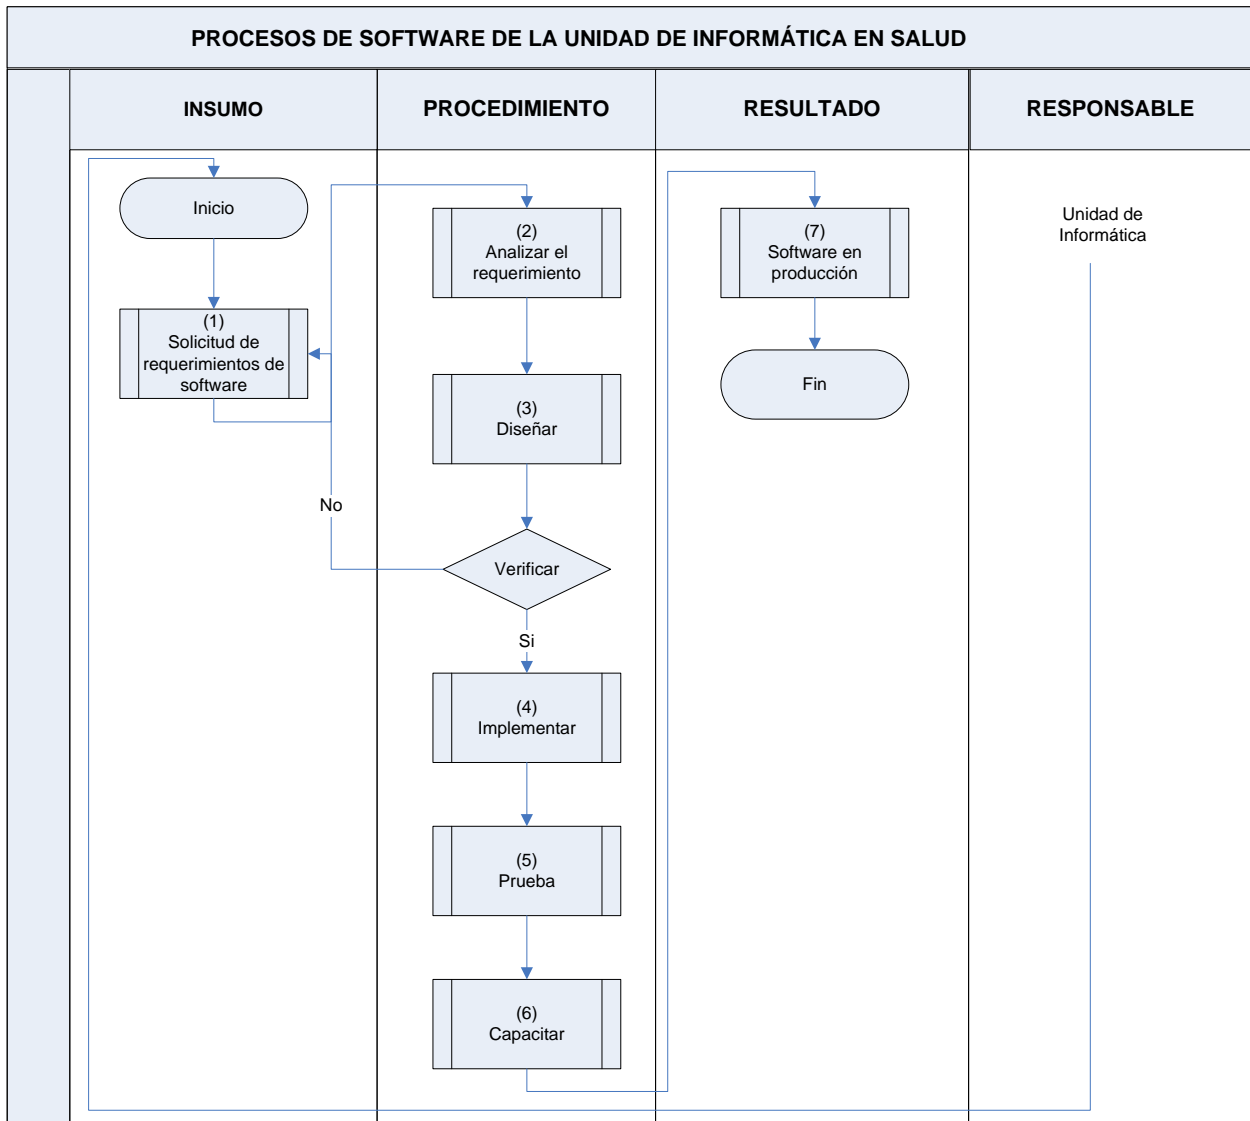 PROCESOS DE SOFTWARE DE LA UNIDAD DE INFORMÁTICA EN SALUD
INSUMO
PROCEDIMIENTO
RESULTADO
RESPONSABLE
Inicio
(1)
Solicitud de
requerimientos de
software
No
(2)
Analizar el
requerimiento
(3)
Diseñar
Verificar
Si
(4)
Implementar
(5)
Prueba
(6)
Capacitar
(7)
Software en
producción
Fin
Unidad de
Informática